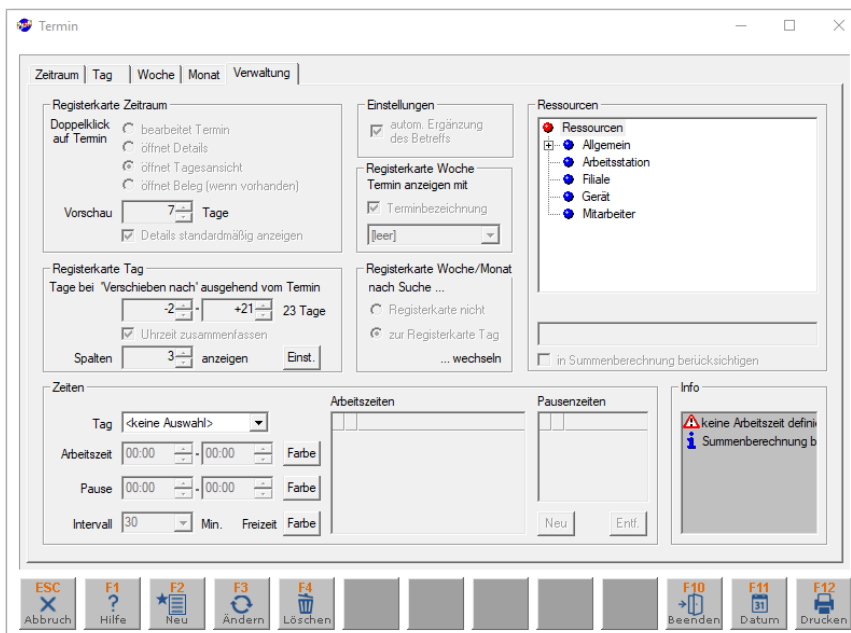 Termin
Zeitraum Tag Woche Monat Verwaltung
Registerkarte Zeitraum
Doppelklick auf Termin
bearbeitet Termin
öffnet Details
öffnet Tagesansicht
öffnet Beleg (wenn vorhanden)
Vorschau 7 Tage
Details standardmäßig anzeigen
Einstellungen
autom. Ergänzung
des Betreffs
Registerkarte Woche
Termin anzeigen mit
Terminbezeichnung
[leer]
Ressourcen
Ressourcen
Allgemein
Arbeitsstation
Filiale
Gerät
Mitarbeiter
in Summenberechnung berücksichtigen
Registerkarte Tag
Tage bei 'Verschieben nach' ausgehend vom Termin
-2 - +21 23 Tage
Uhrzeit zusammenfassen
Spalten 3 anzeigen Einst.
Registerkarte Woche/Monat
nach Suche ...
Registerkarte nicht
zur Registerkarte Tag
... wechseln
Zeiten
Tag <keine Auswahl>
Arbeitszeit 00:00 - 00:00 Farbe
Pause 00:00 - 00:00 Farbe
Intervall 30 Min. Freizeit Farbe
Arbeitszeiten
Pausenzeiten
Neu Entf.
Info
keine Arbeitszeit defini
Summenberechnung b
ESC Abbruch
F1 Hilfe
F2 Neu
F3 Ändern
F4 Löschen
F10 Beenden
F11 31 Datum
F12 Drucken